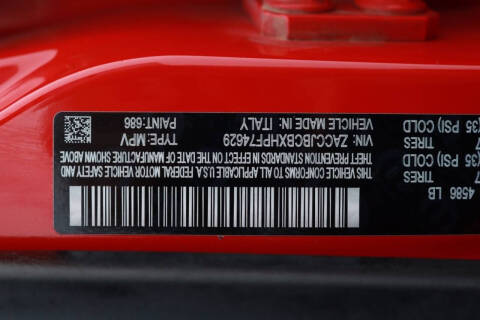 4586 LB
7 TIRES
35 PSI) COLD
7 TIRES
35 PSI) COLD
THIS VEHICLE CONFORMS TO ALL APPLICABLE U.S.A. FEDERAL MOTOR VEHICLE SAFETY AND
THEFT PREVENTION STANDARDS IN EFFECT ON THE DATE OF MANUFACTURE SHOWN ABOVE
VIN: ZACCJBCBXHPF74629 TYPE:MPV
VEHICLE MADE IN: ITALY PAINT:686